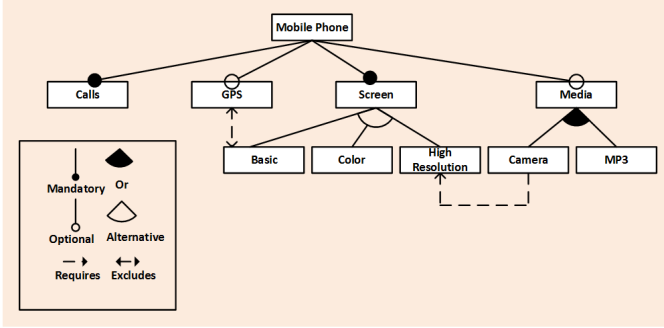 Mobile Phone
Calls
GPS
Screen
Media
Basic
Color
High
Resolution
Camera
MP3
Mandatory
Or
Optional
Alternative
Requires
Excludes